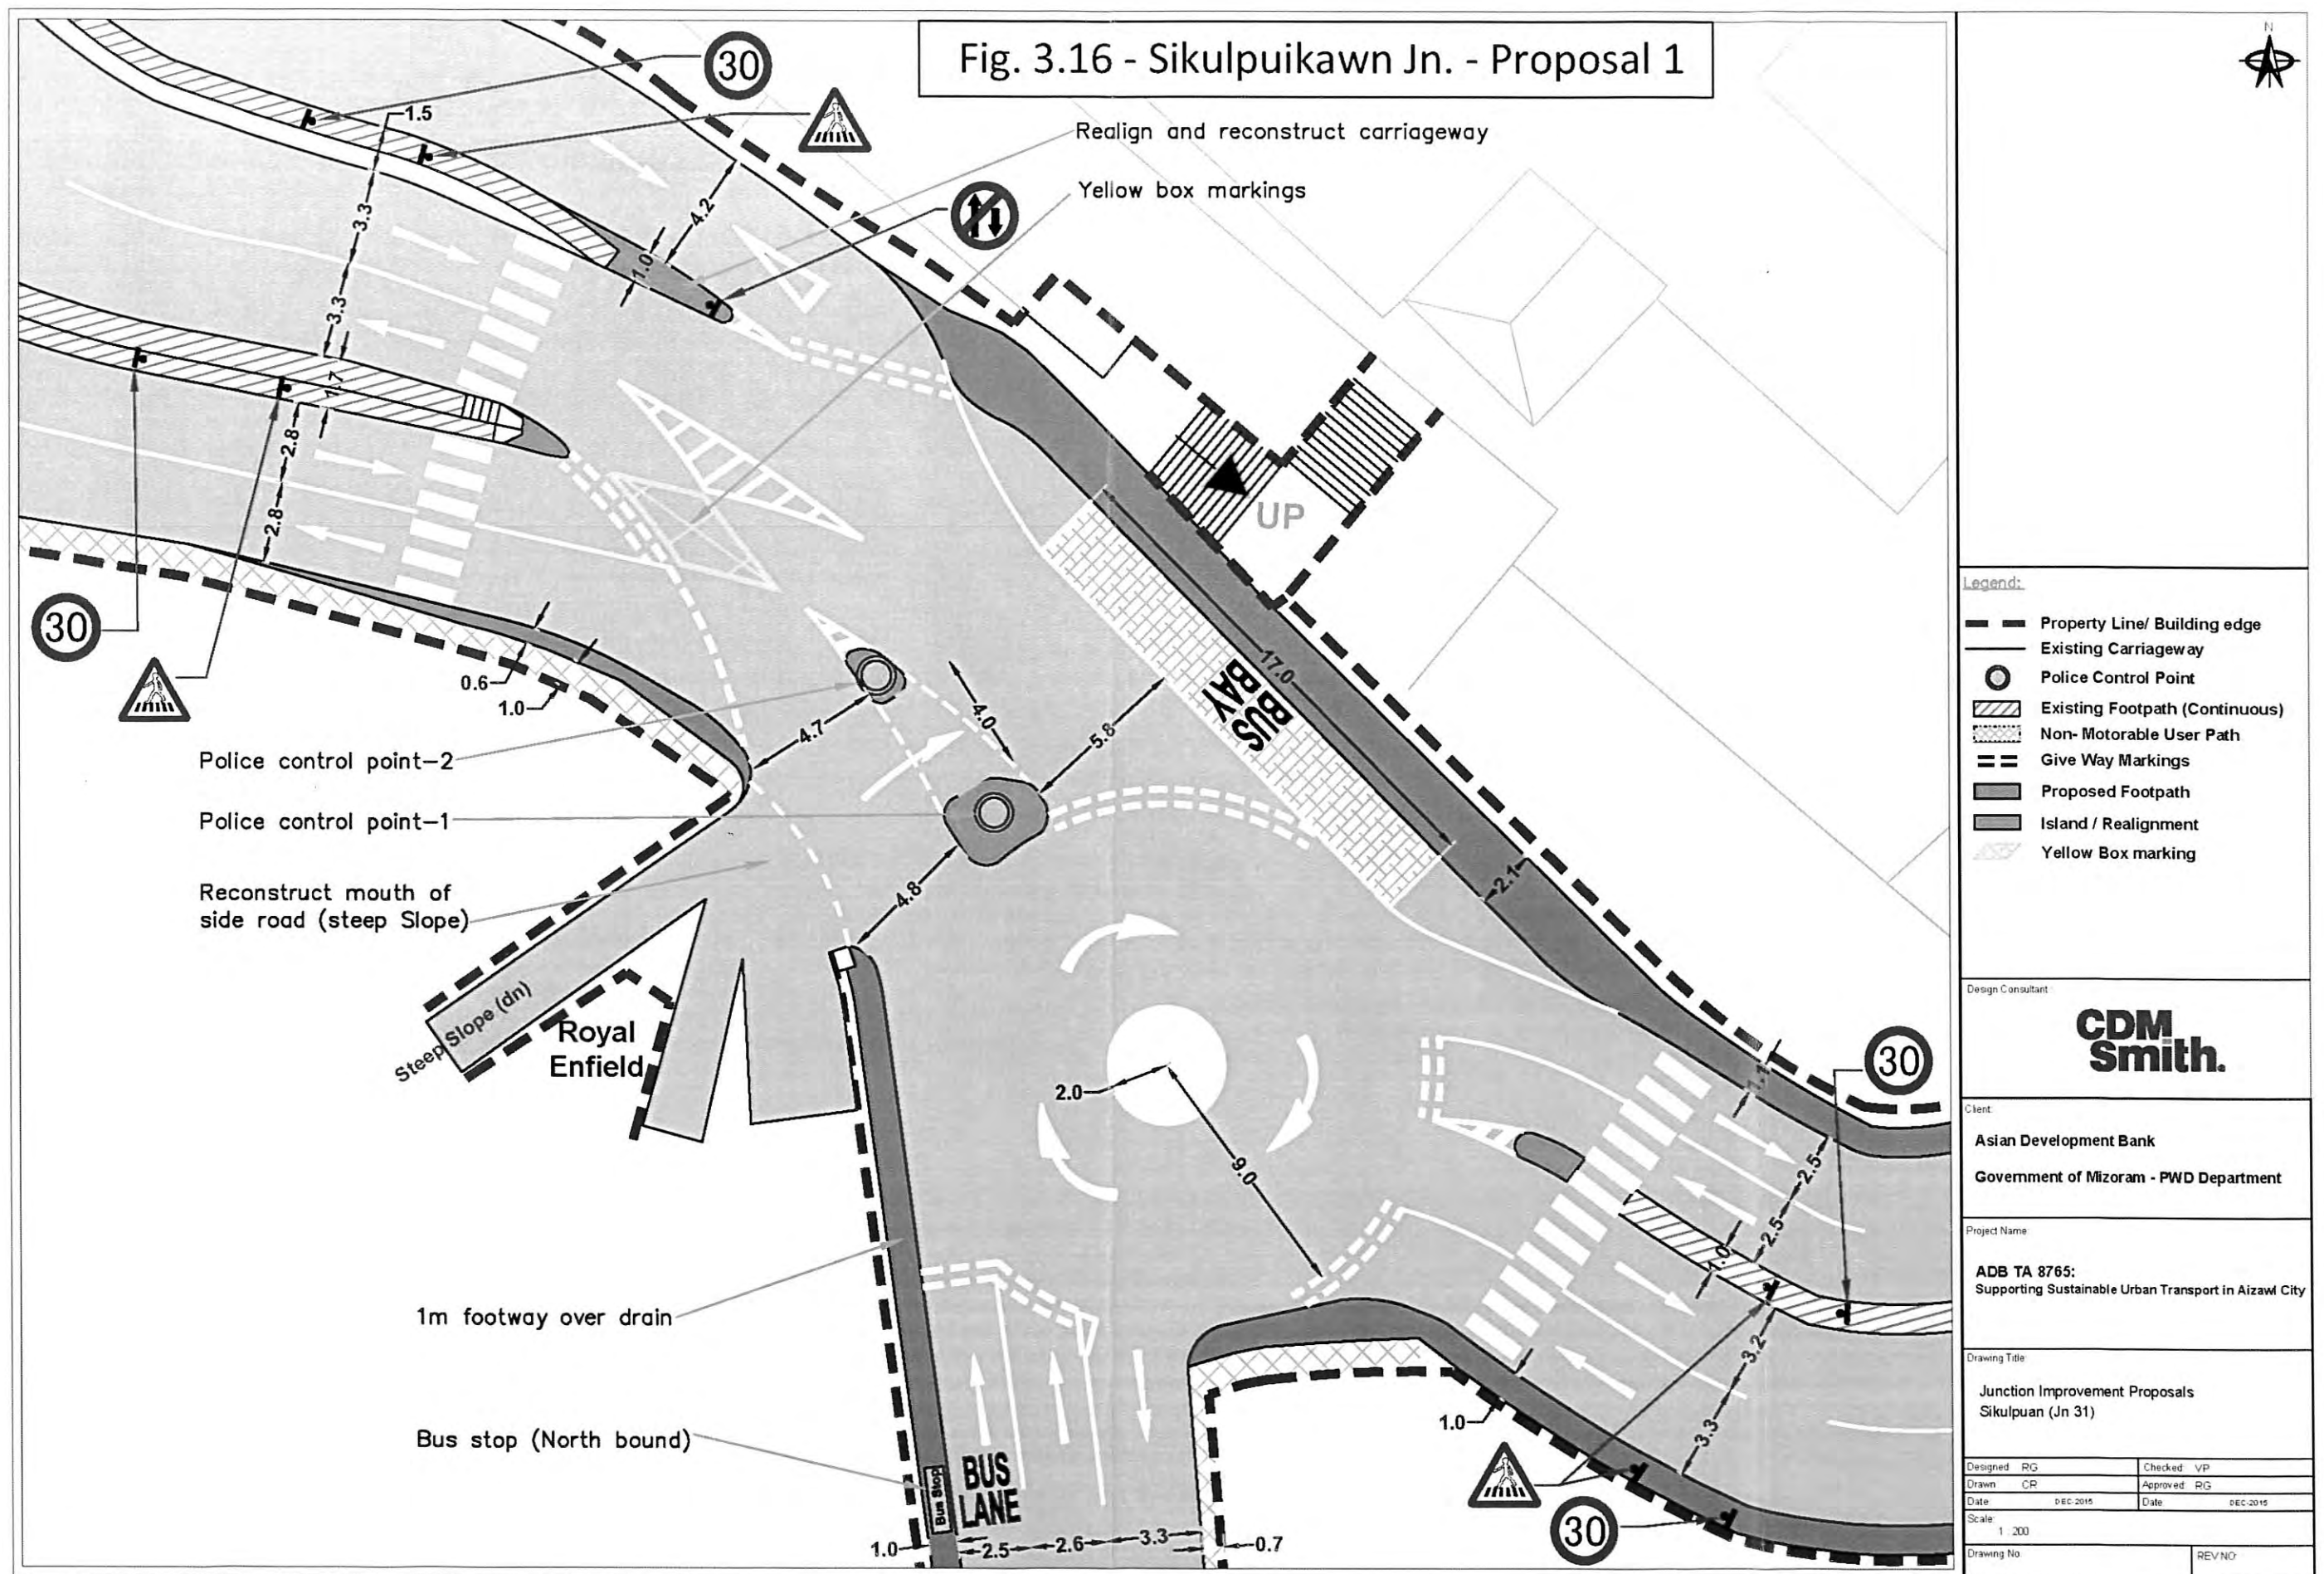 Fig. 3.16 - Sikulpuikawn Jn. - Proposal 1
N
30
1.5
Realign and reconstruct carriageway
Yellow box markings
4.2
3.3
1.0
3.3
1.7
2.8
2.8
UP
30
0.6
1.0
17.0
BUS
BAY
4.7
4.0
5.8
Police control point-2
Police control point-1
Reconstruct mouth of
side road (steep Slope)
4.8
2.1
Steep Slope (dn)
Royal
Enfield
2.0
9.0
30
1.1
2.5
2.5
1.0
3.2
3.3
1m footway over drain
Bus stop (North bound)
Bus Stop
BUS
LANE
1.0
2.5
2.6
3.3
0.7
1.0
30
Legend:
Property Line/ Building edge
Existing Carriageway
Police Control Point
Existing Footpath (Continuous)
Non- Motorable User Path
Give Way Markings
Proposed Footpath
Island / Realignment
Yellow Box marking
Design Consultant:
CDM
Smith.
Client:
Asian Development Bank
Government of Mizoram - PWD Department
Project Name
ADB TA 8765:
Supporting Sustainable Urban Transport in Aizawl City
Drawing Title
Junction Improvement Proposals
Sikulpuan (Jn 31)
Designed RG Checked: VP
Drawn CR Approved: RG
Date DEC-2015 Date DEC-2015
Scale:
1 : 200
Drawing No REV NO